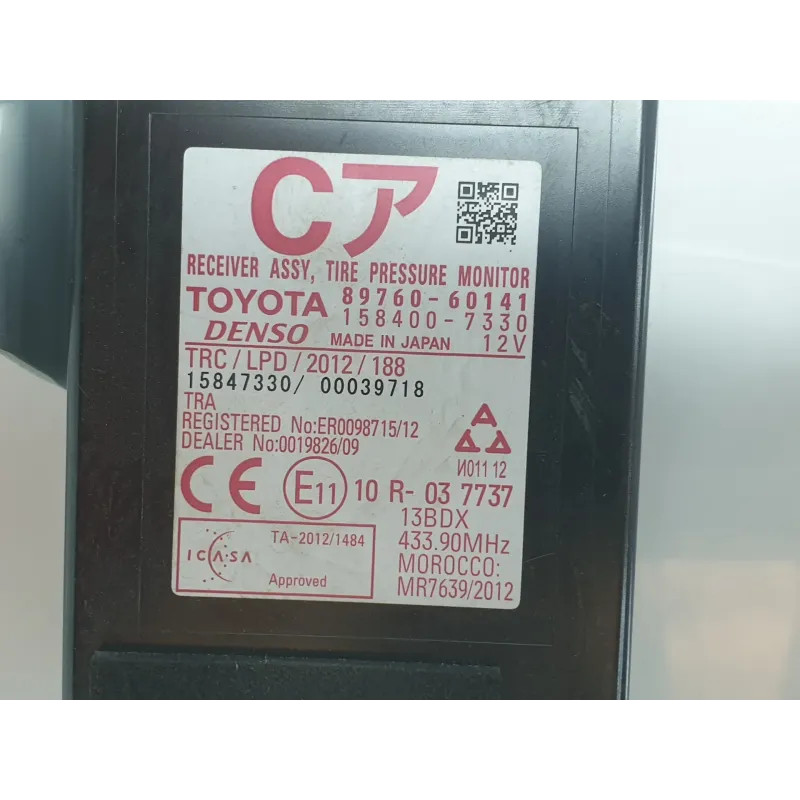 Cア
RECEIVER ASSY, TIRE PRESSURE MONITOR
TOYOTA 89760-60141
158400-7330
DENSO MADE IN JAPAN 12V
TRC/LPD/2012/188
15847330/ 00039718
TRA
REGISTERED No:ER0098715/12
DEALER No:0019826/09
И011 12
CE E11 10 R- 03 7737
13BDX
433.90MHz
MOROCCO:
MR7639/2012
ICASA
TA-2012/1484
Approved